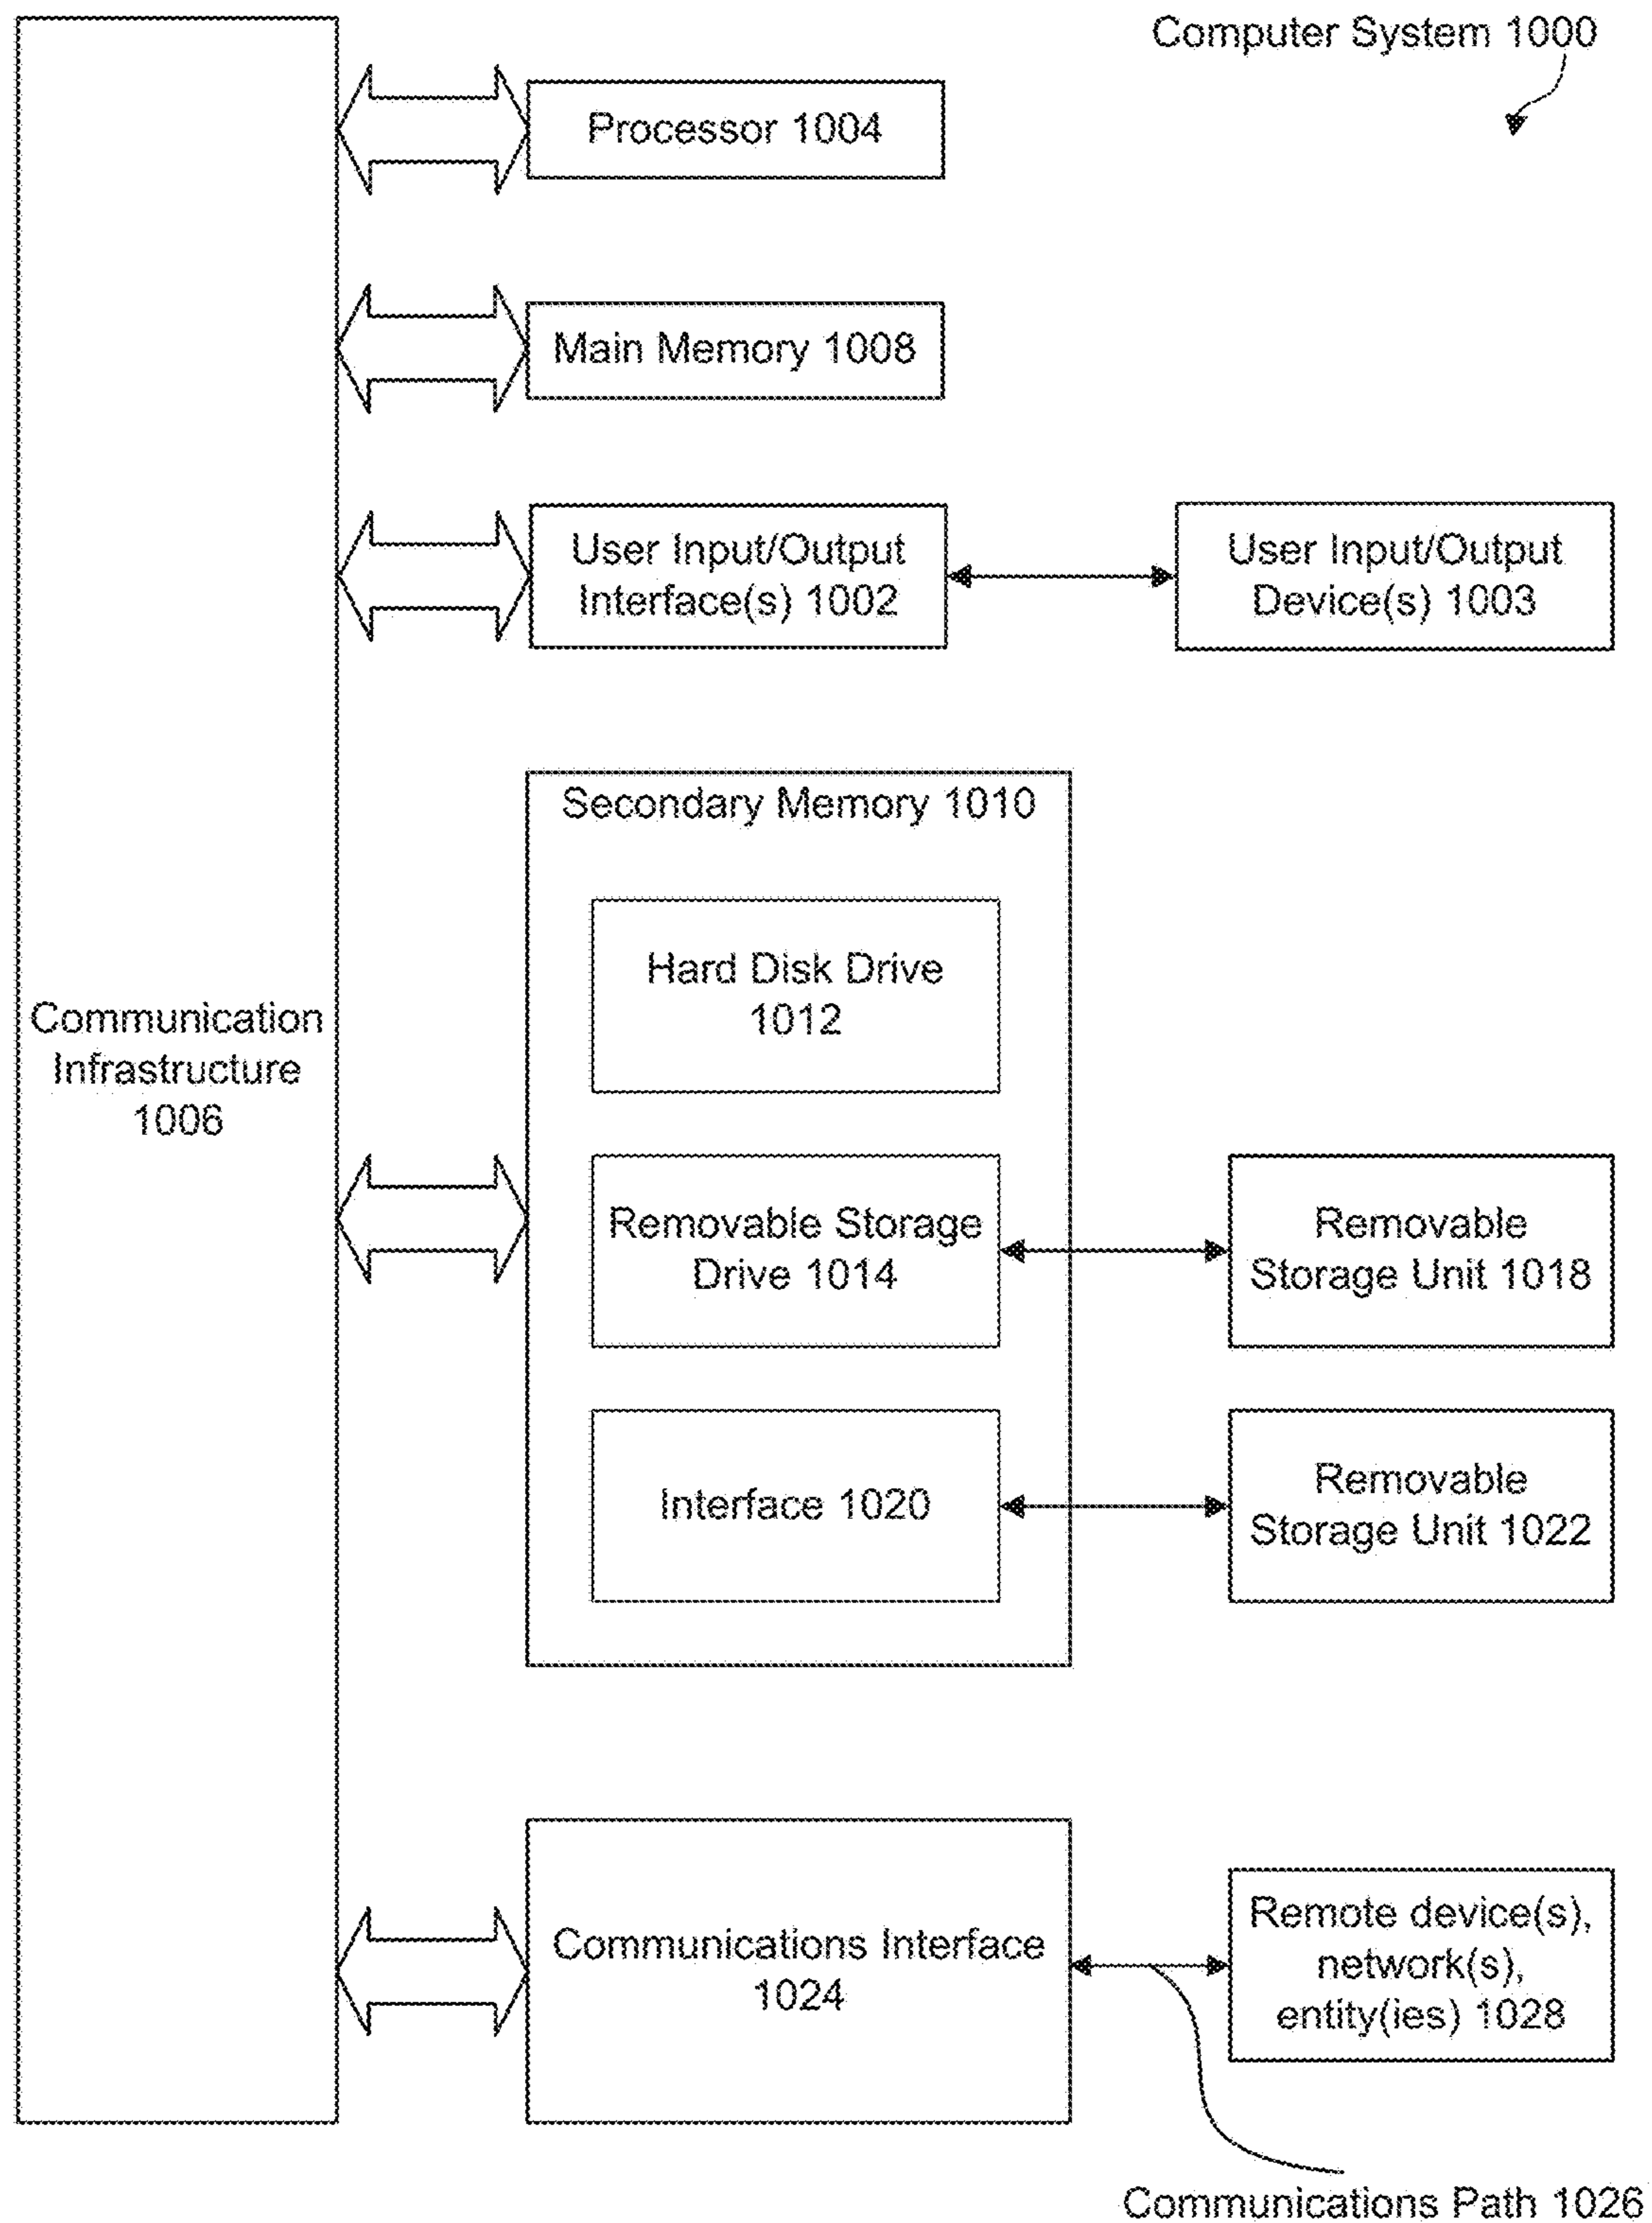 Computer System 1000
Processor 1004
Main Memory 1008
User Input/Output
Interface(s) 1002
User Input/Output
Device(s) 1003
Secondary Memory 1010
Hard Disk Drive
1012
Communication
Infrastructure
1006
Removable Storage
Drive 1014
Removable
Storage Unit 1018
Interface 1020
Removable
Storage Unit 1022
Communications Interface
1024
Remote device(s),
network(s),
entity(ies) 1028
Communications Path 1026